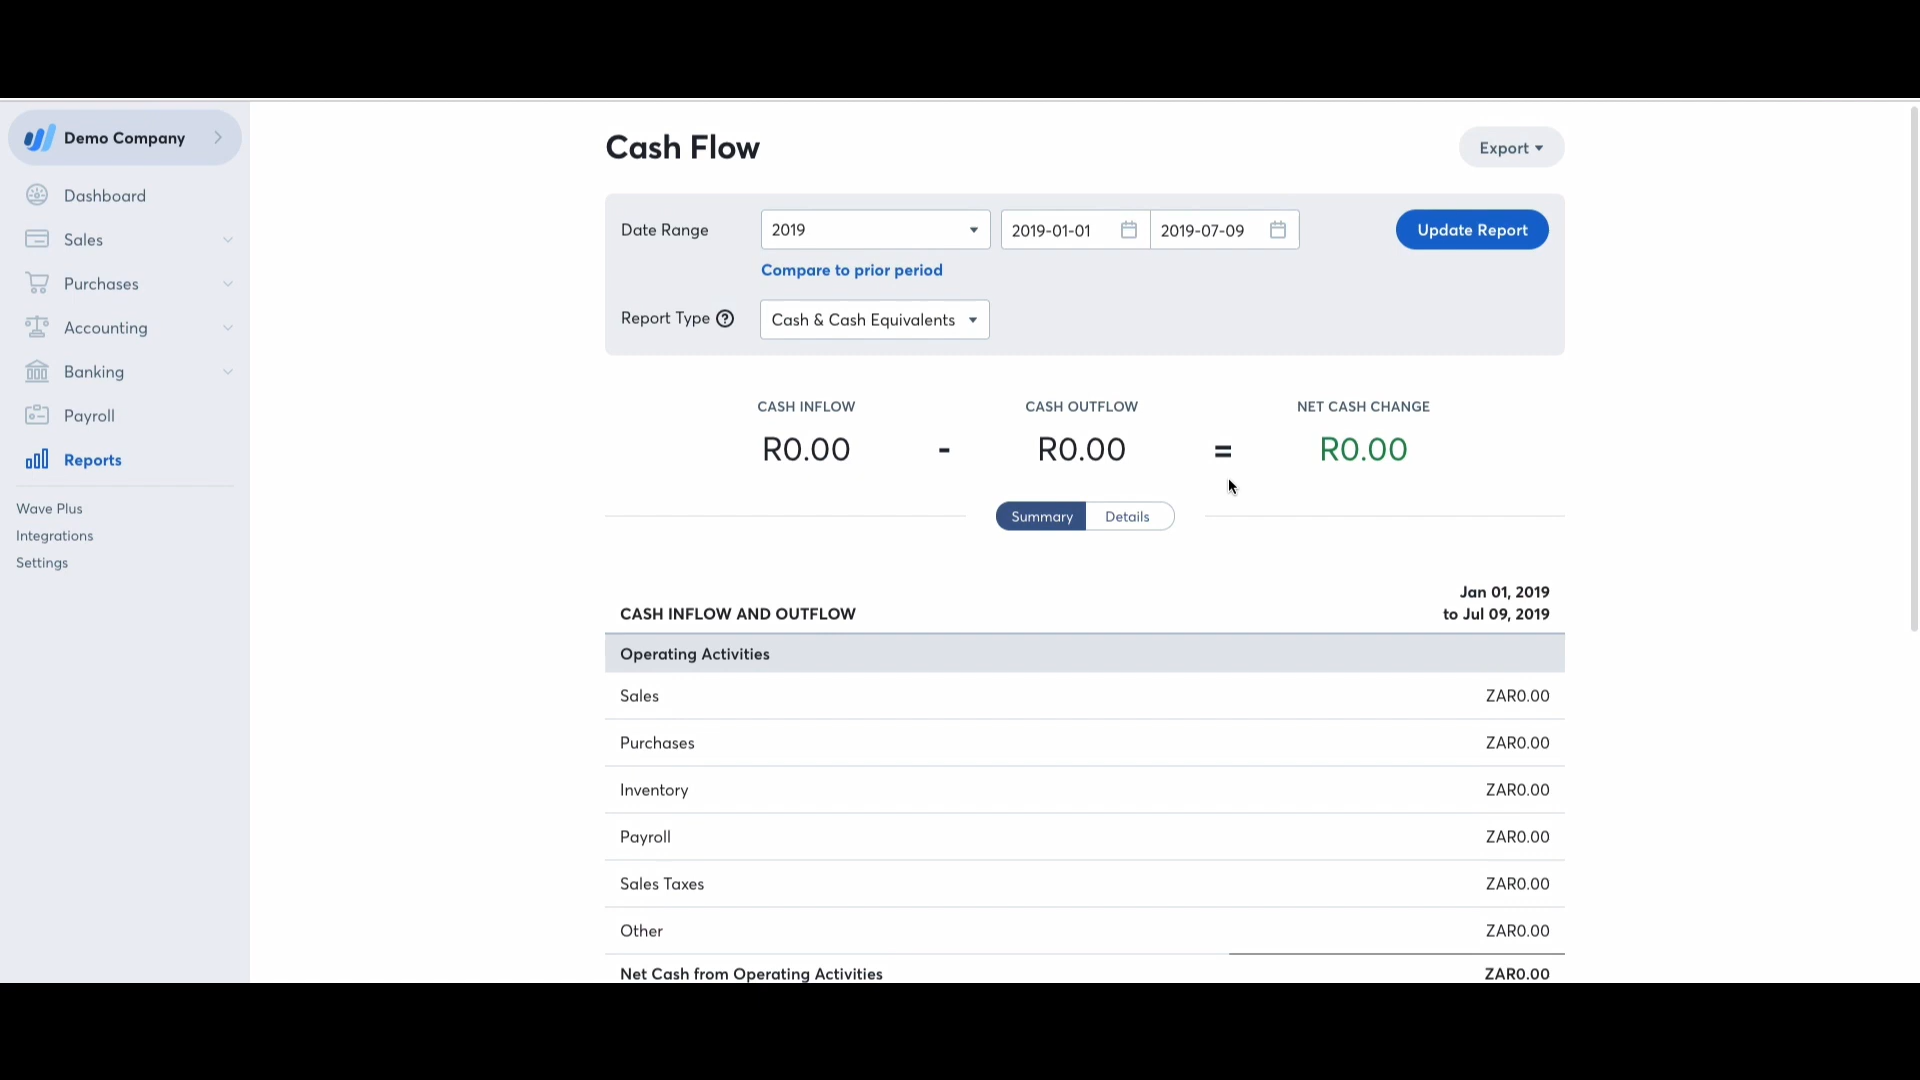 Demo Company
Dashboard
Sales
Purchases
Accounting
Banking
Payroll
Reports
Wave Plus
Integrations
Settings
Cash Flow
Export
Date Range
2019
2019-01-01
2019-07-09
Update Report
Compare to prior period
Report Type ?
Cash & Cash Equivalents
CASH INFLOW
CASH OUTFLOW
NET CASH CHANGE
R0.00 - R0.00 = R0.00
Summary
Details
CASH INFLOW AND OUTFLOW
Jan 01, 2019
to Jul 09, 2019
Operating Activities
Sales ZAR0.00
Purchases ZAR0.00
Inventory ZAR0.00
Payroll ZAR0.00
Sales Taxes ZAR0.00
Other ZAR0.00
Net Cash from Operating Activities ZAR0.00